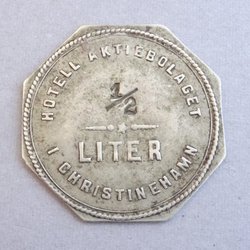 HOTELL AKTIEBOLAGET
1/2
LITER
I CHRISTINEHAMN